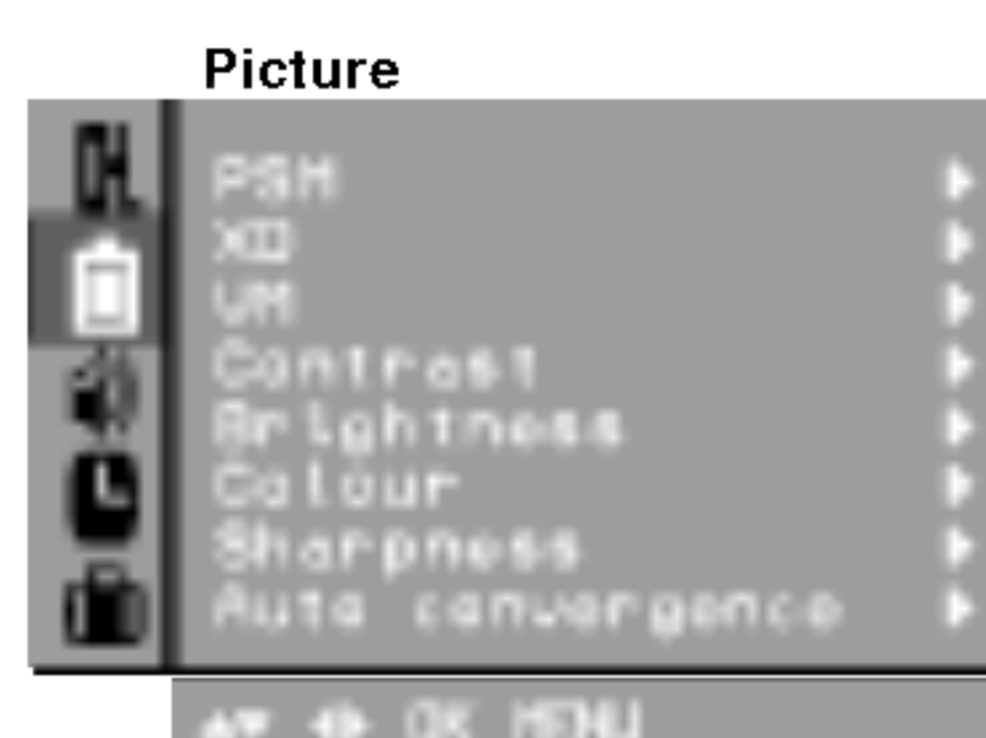 Picture
PSM
XD
VM
Contrast
Brightness
Colour
Sharpness
Auto convergence
OK MENU